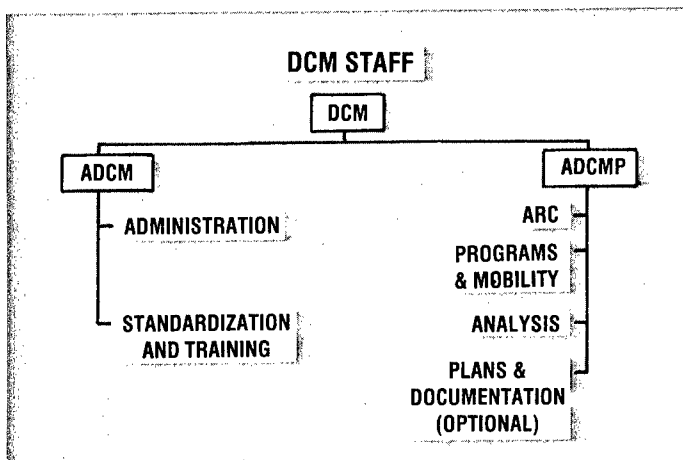 DCM STAFF
DCM
ADCM
ADMINISTRATION
STANDARDIZATION
AND TRAINING
ADCMP
ARC
PROGRAMS
& MOBILITY
ANALYSIS
PLANS &
DOCUMENTATION
(OPTIONAL)